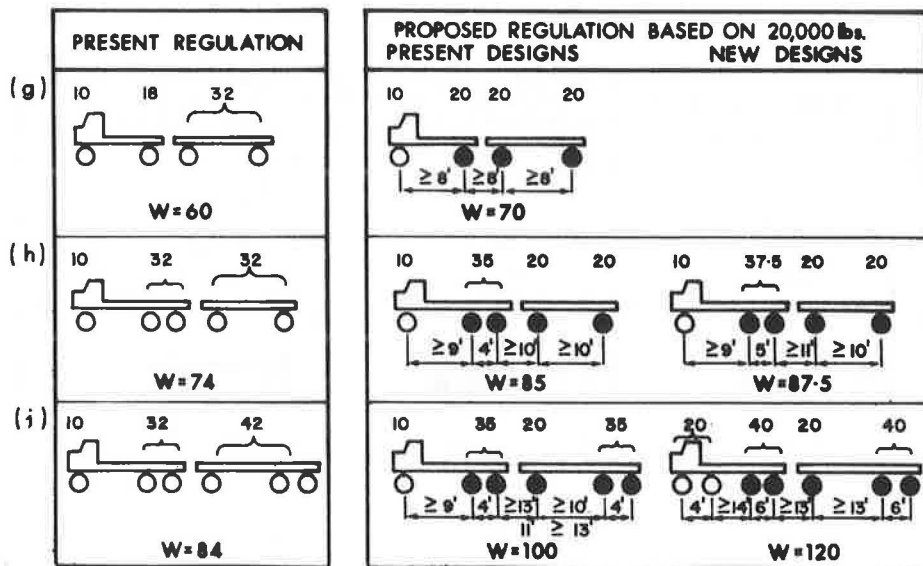 PRESENT REGULATION
PROPOSED REGULATION BASED ON 20,000 lbs.
PRESENT DESIGNS NEW DESIGNS
(g)
10 18 32
W=60
10 20 20 20
≥8' ≥8' ≥8'
W=70
(h)
10 32 32
W=74
10 35 20 20
≥9' 4' ≥10' ≥10'
W=85
10 37·5 20 20
≥9' 5' ≥11' ≥10'
W=87·5
(i)
10 32 42
W=84
10 35 20 35
≥9' 4' ≥13' ≥10' 4'
11' ≥13'
W=100
20 40 20 40
4' ≥14' 6' ≥13' ≥13' 6'
W=120